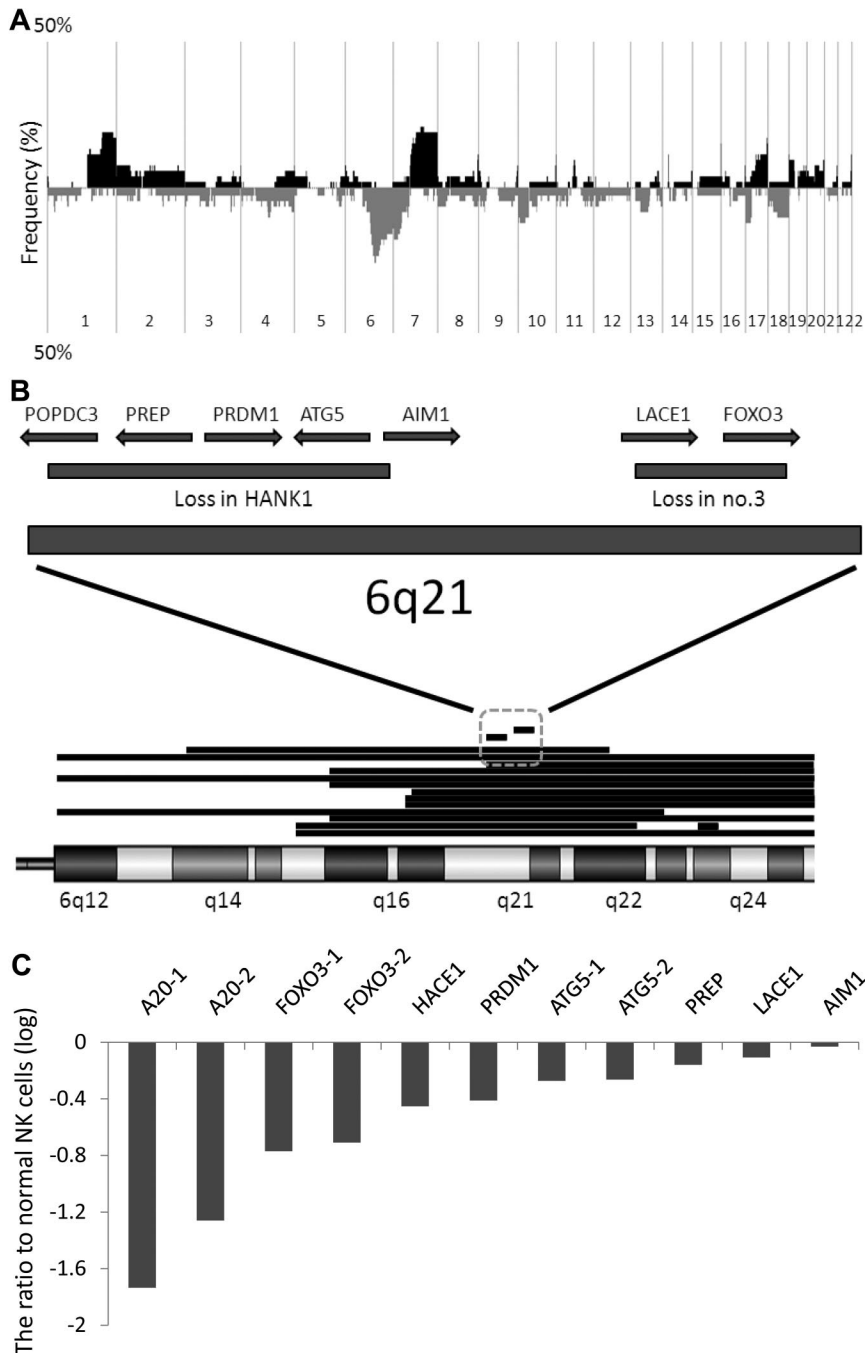 A
50%
Frequency (%)
1 2 3 4 5 6 7 8 9 10 11 12 13 14 15 16 17 18 19 20 21 22
50%
B
POPDC3 PREP PRDM1 ATG5 AIM1 LACE1 FOXO3
Loss in HANK1 Loss in no.3
6q21
6q12 q14 q16 q21 q22 q24
C
A20-1 A20-2 FOXO3-1 FOXO3-2 HACE1 PRDM1 ATG5-1 ATG5-2 PREP LACE1 AIM1
The ratio to normal NK cells (log)
0
-0.4
-0.8
-1.2
-1.6
-2